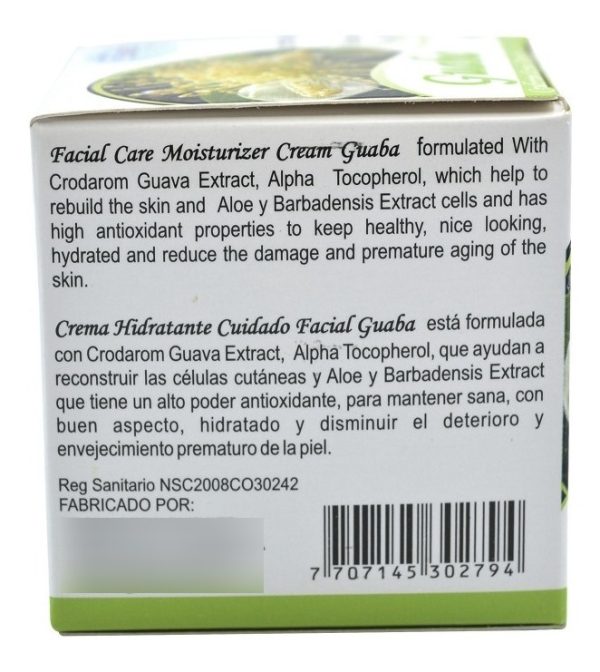 Facial Care Moisturizer Cream Guaba formulated With
Crodarom Guava Extract, Alpha Tocopherol, which help to
rebuild the skin and Aloe y Barbadensis Extract cells and has
high antioxidant properties to keep healthy, nice looking,
hydrated and reduce the damage and premature aging of the
skin.
Crema Hidratante Cuidado Facial Guaba está formulada
con Crodarom Guava Extract, Alpha Tocopherol, que ayudan a
reconstruir las células cutáneas y Aloe y Barbadensis Extract
que tiene un alto poder antioxidante, para mantener sana, con
buen aspecto, hidratado y disminuir el deterioro y
envejecimiento prematuro de la piel.
Reg Sanitario NSC2008CO30242
FABRICADO POR:
7 707145 302794